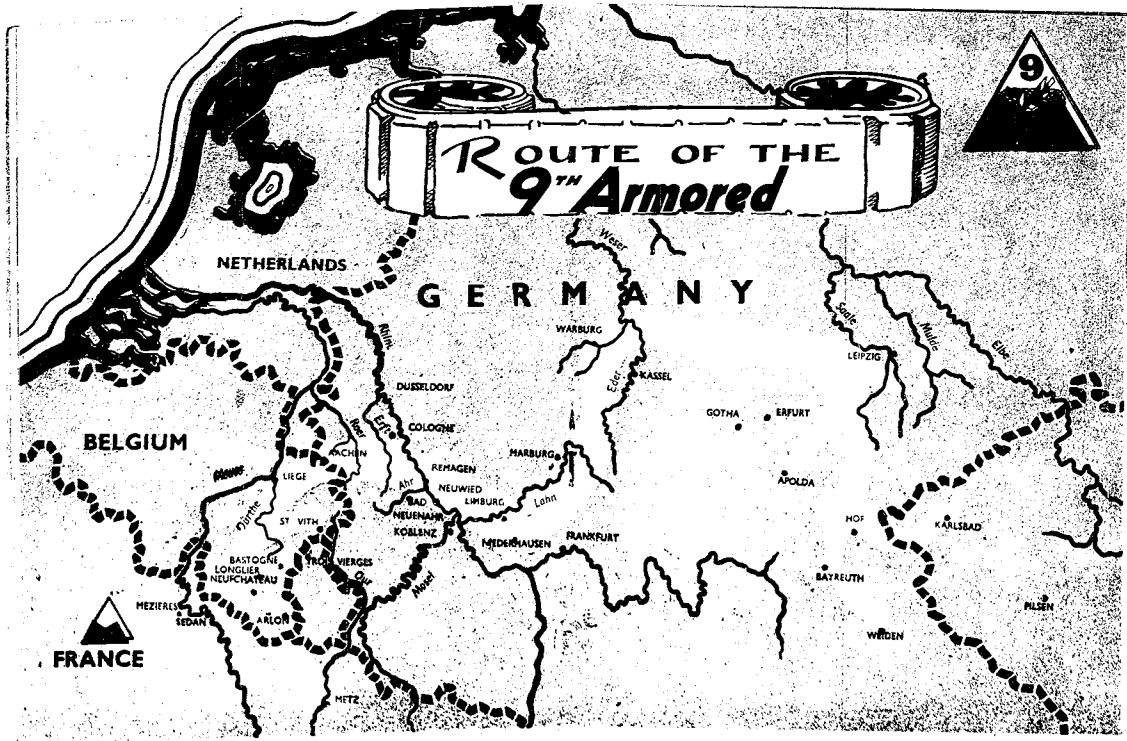 9
ROUTE OF THE
9TH Armored
NETHERLANDS
GERMANY
Weser
Saale
Mulde
Elbe
Rhine
WARBURG
LEIPZIG
Eder
KASSEL
DUSSELDORF
Erft
COLOGNE
GOTHA
ERFURT
BELGIUM
Roer
AACHEN
MARBURG
REMAGEN
Meuse
LIEGE
Ahr
NEUWIED
APOLDA
BAD
NEUENAHR
LIMBURG
Lahn
Ourthe
ST VITH
KOBLENZ
HOF
KARLSBAD
NIEDERHAUSEN
FRANKFURT
BASTOGNE
TROIS VIERGES
LONGLIER
NEUFCHATEAU
Our
Mosel
BAYREUTH
MEZIERES
SEDAN
ARLON
PILSEN
WEIDEN
FRANCE
METZ